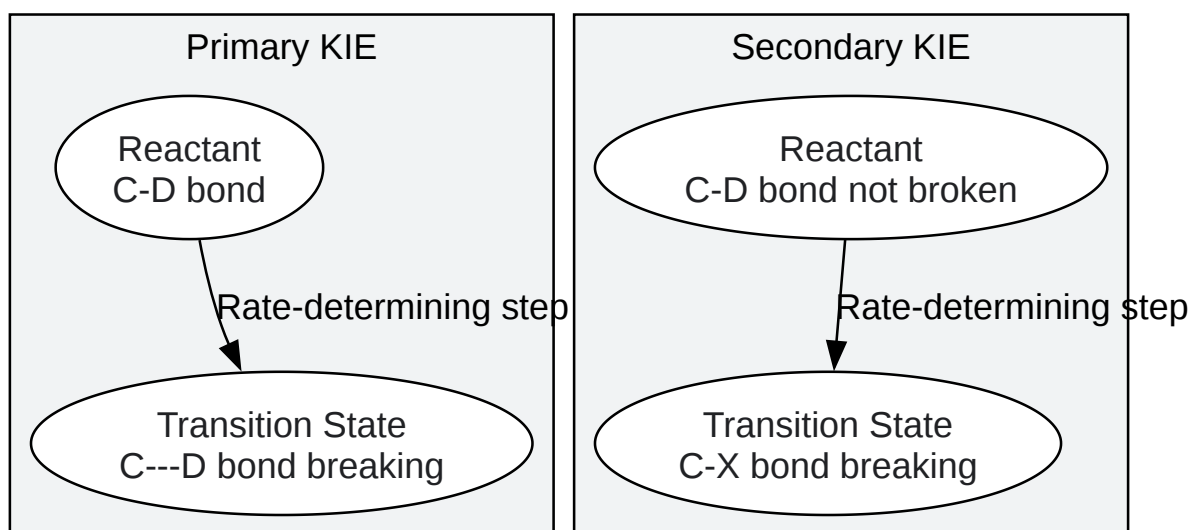 Primary KIE
Reactant
C-D bond
Rate-determining step
Transition State
C---D bond breaking
Secondary KIE
Reactant
C-D bond not broken
Rate-determining step
Transition State
C-X bond breaking